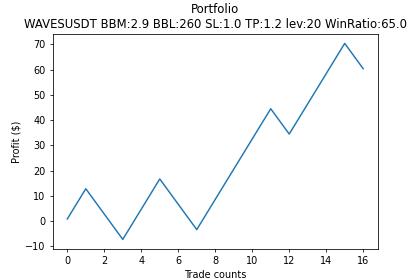 Portfolio
WAVESUSDT BBM:2.9 BBL:260 SL:1.0 TP:1.2 lev:20 WinRatio:65.0
70
60
50
40
30
20
10
0
−10
Profit ($)
0 2 4 6 8 10 12 14 16
Trade counts